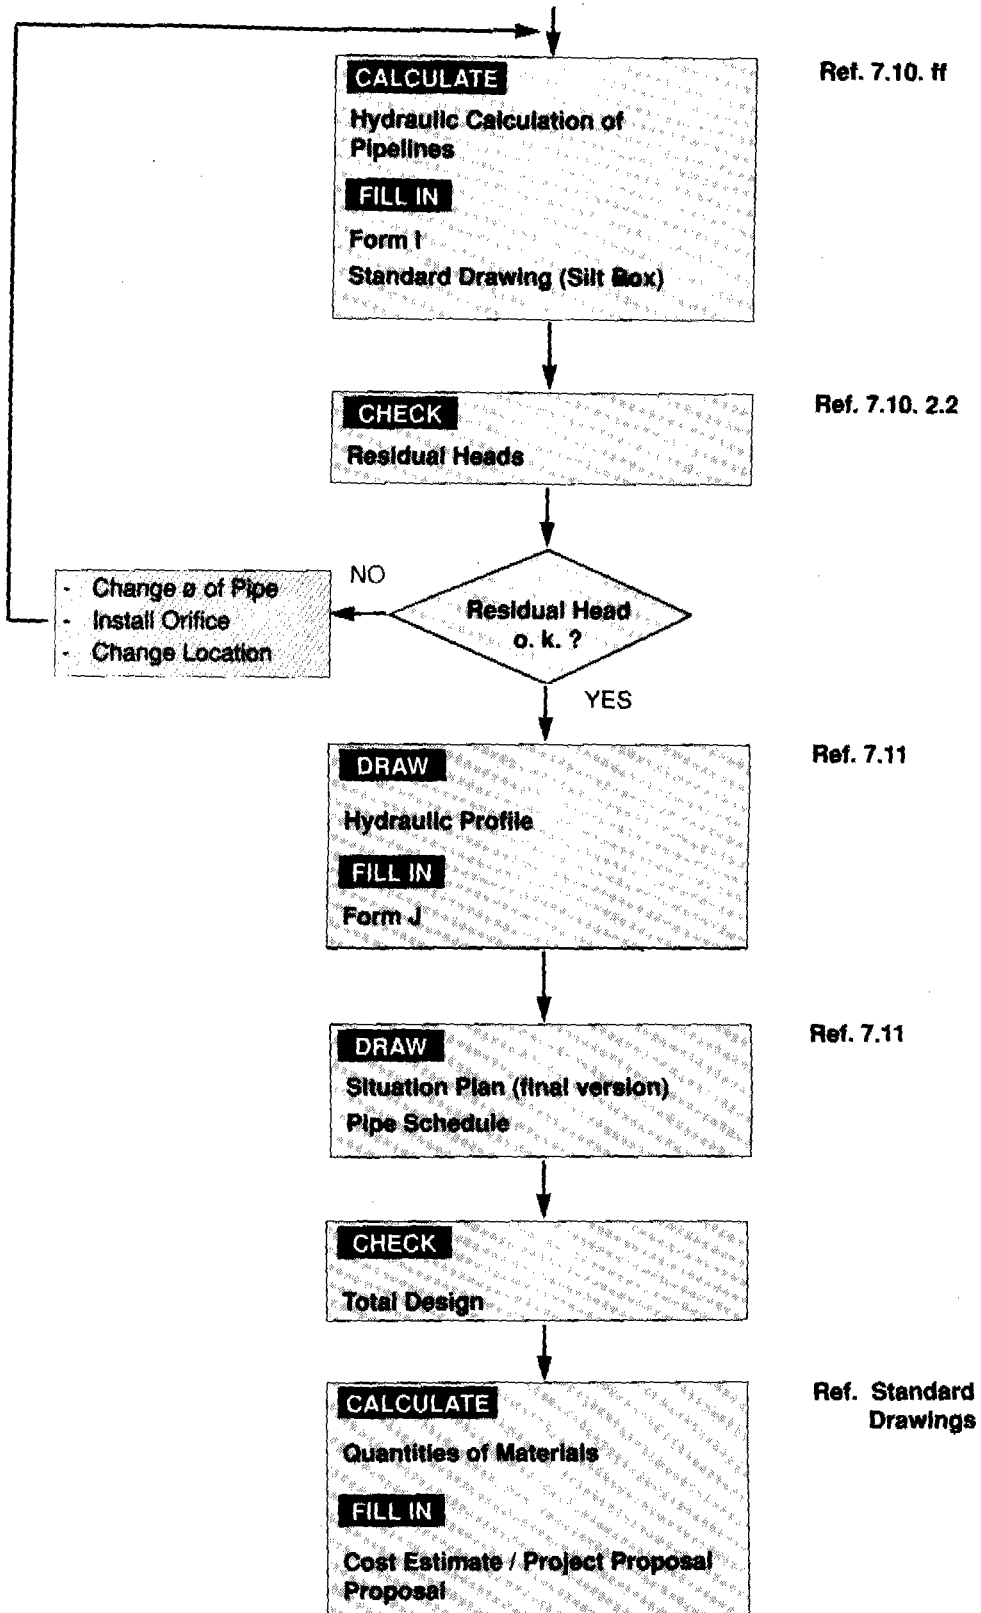 CALCULATE
Ref. 7.10. ff
Hydraulic Calculation of
Pipelines
FILL IN
Form I
Standard Drawing (Silt Box)
CHECK
Ref. 7.10. 2.2
Residual Heads
NO
- Change ø of Pipe
- Install Orifice
- Change Location
Residual Head
o. k. ?
YES
DRAW
Ref. 7.11
Hydraulic Profile
FILL IN
Form J
DRAW
Ref. 7.11
Situation Plan (final version)
Pipe Schedule
CHECK
Total Design
CALCULATE
Ref. Standard
Drawings
Quantities of Materials
FILL IN
Cost Estimate / Project Proposal
Proposal